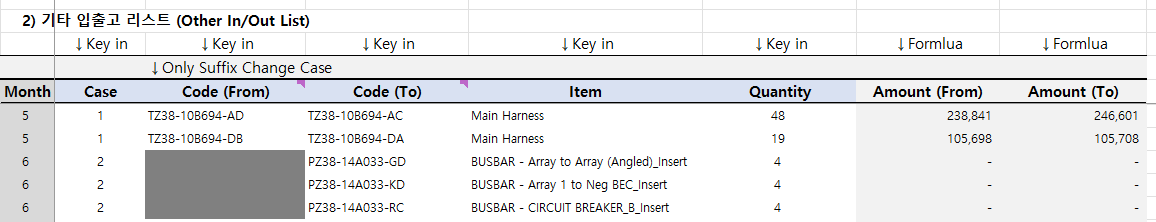 2) 기타 입출고 리스트 (Other In/Out List)
↓Key in ↓Key in ↓Key in ↓Key in ↓Key in ↓Formlua ↓Formlua
↓Only Suffix Change Case
Month Case Code (From) Code (To) Item Quantity Amount (From) Amount (To)
5 1 TZ38-10B694-AD TZ38-10B694-AC Main Harness 48 238,841 246,601
5 1 TZ38-10B694-DB TZ38-10B694-DA Main Harness 19 105,698 105,708
6 2 PZ38-14A033-GD BUSBAR - Array to Array (Angled)_Insert 4 - -
6 2 PZ38-14A033-KD BUSBAR - Array 1 to Neg BEC_Insert 4 - -
6 2 PZ38-14A033-RC BUSBAR - CIRCUIT BREAKER_B_Insert 4 - -